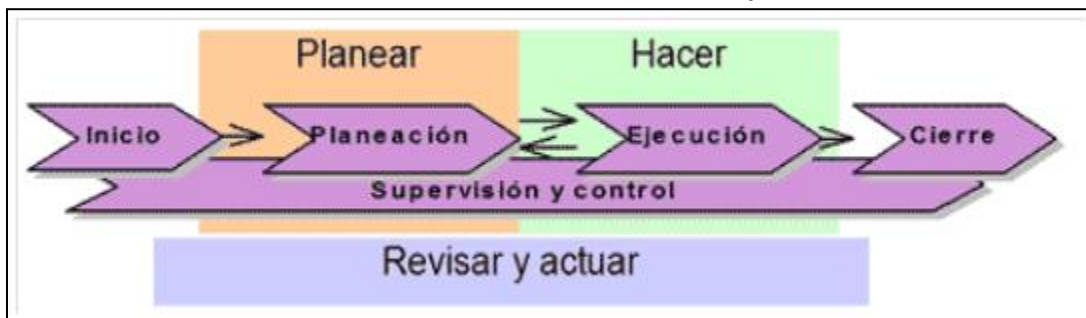 Planear
Hacer
Inicio
Planeación
Ejecución
Cierre
Supervisión y control
Revisar y actuar